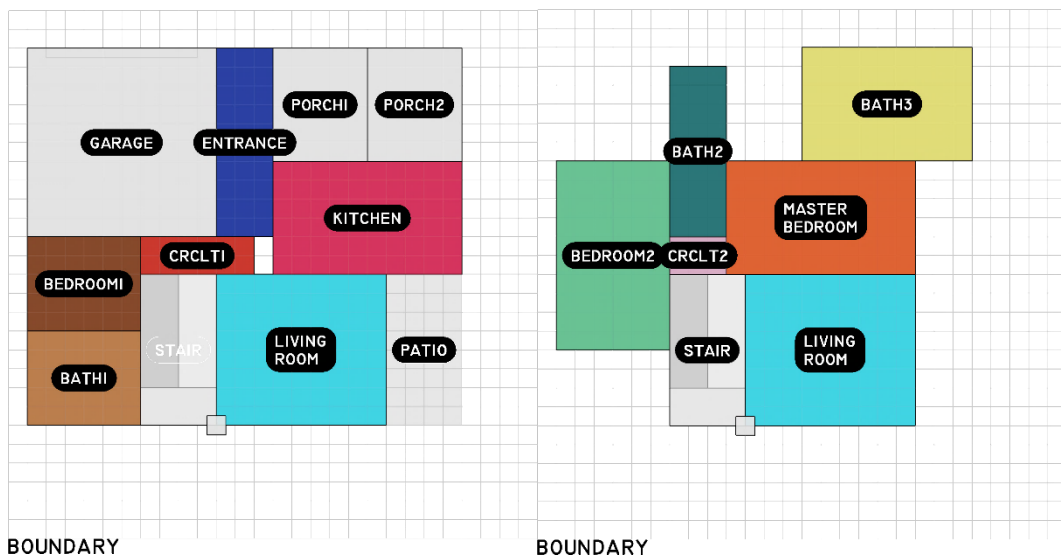 PORCH1
PORCH2
GARAGE
ENTRANCE
KITCHEN
CRCLT1
BEDROOM1
STAIR
LIVING
ROOM
PATIO
BATH1
BOUNDARY
BATH3
BATH2
MASTER
BEDROOM
BEDROOM2
CRCLT2
STAIR
LIVING
ROOM
BOUNDARY